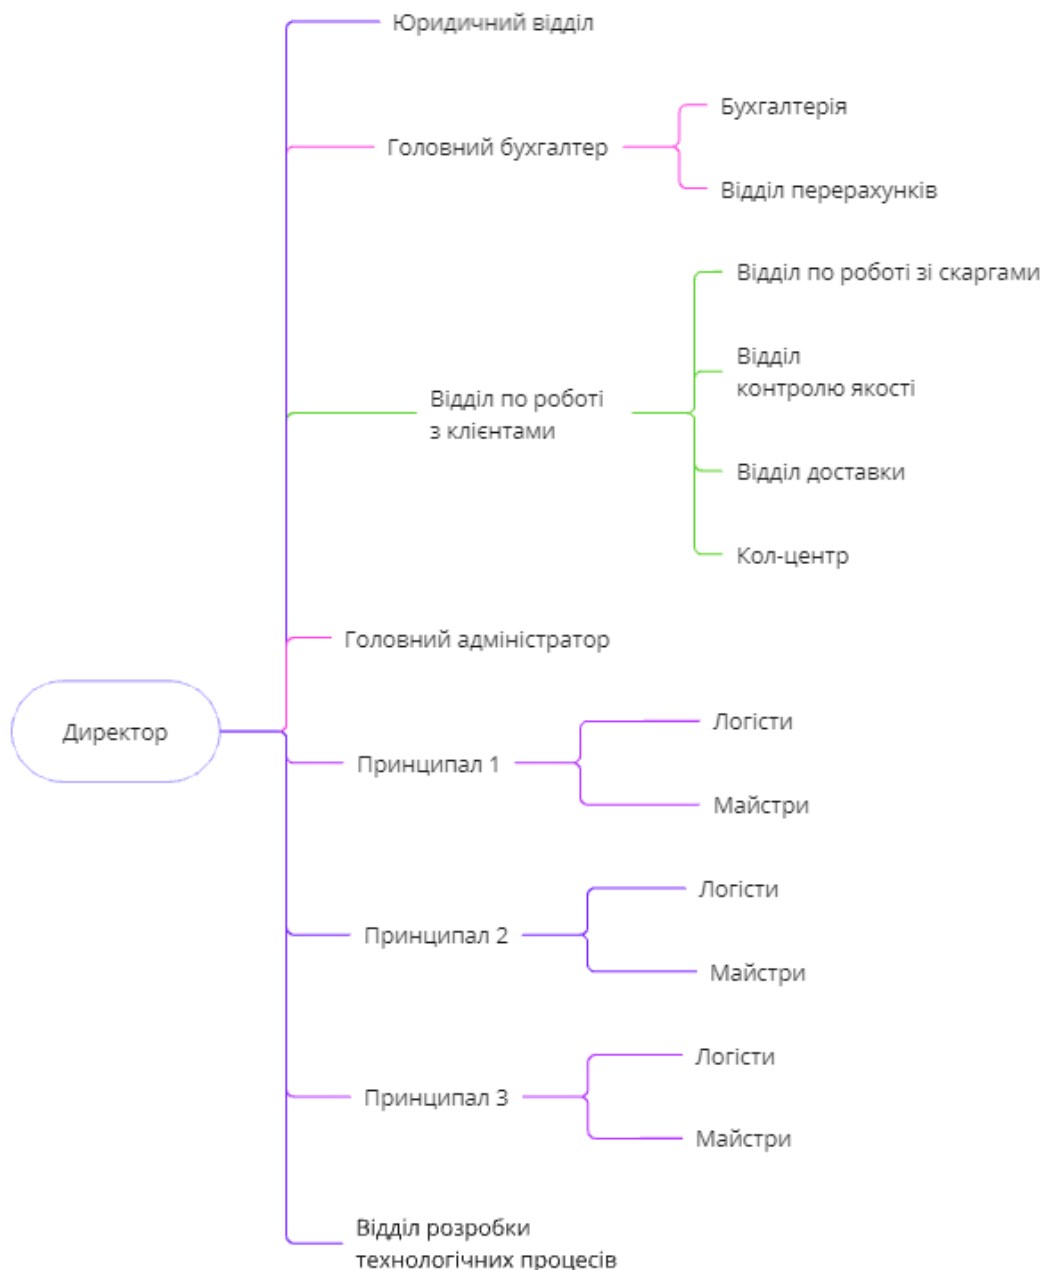 Юридичний відділ
Бухгалтерія
Головний бухгалтер
Відділ перерахунків
Відділ по роботі зі скаргами
Відділ
контролю якості
Відділ по роботі
з клієнтами
Відділ доставки
Кол-центр
Головний адміністратор
Директор
Логісти
Принципал 1
Майстри
Логісти
Принципал 2
Майстри
Логісти
Принципал 3
Майстри
Відділ розробки
технологічних процесів